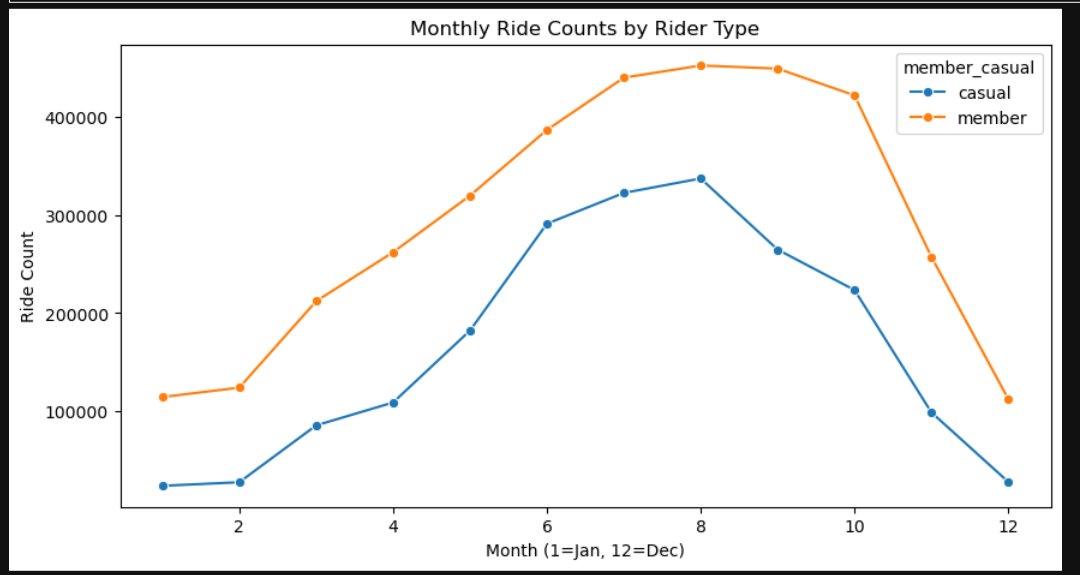 Monthly Ride Counts by Rider Type
member_casual
casual
member
400000
300000
200000
100000
Ride Count
2 4 6 8 10 12
Month (1=Jan, 12=Dec)